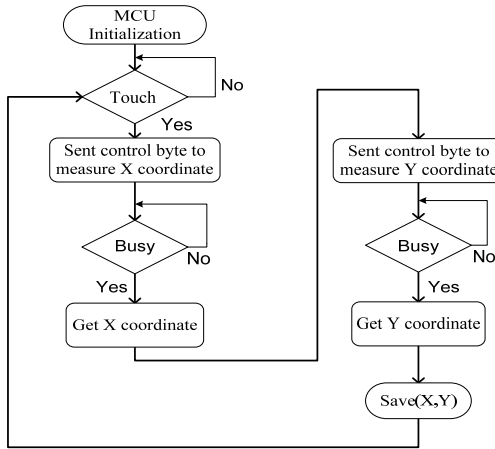 MCU
Initialization
Touch
No
Yes
Sent control byte to
measure X coordinate
Busy
No
Yes
Get X coordinate
Sent control byte to
measure Y coordinate
Busy
No
Yes
Get Y coordinate
Save(X,Y)